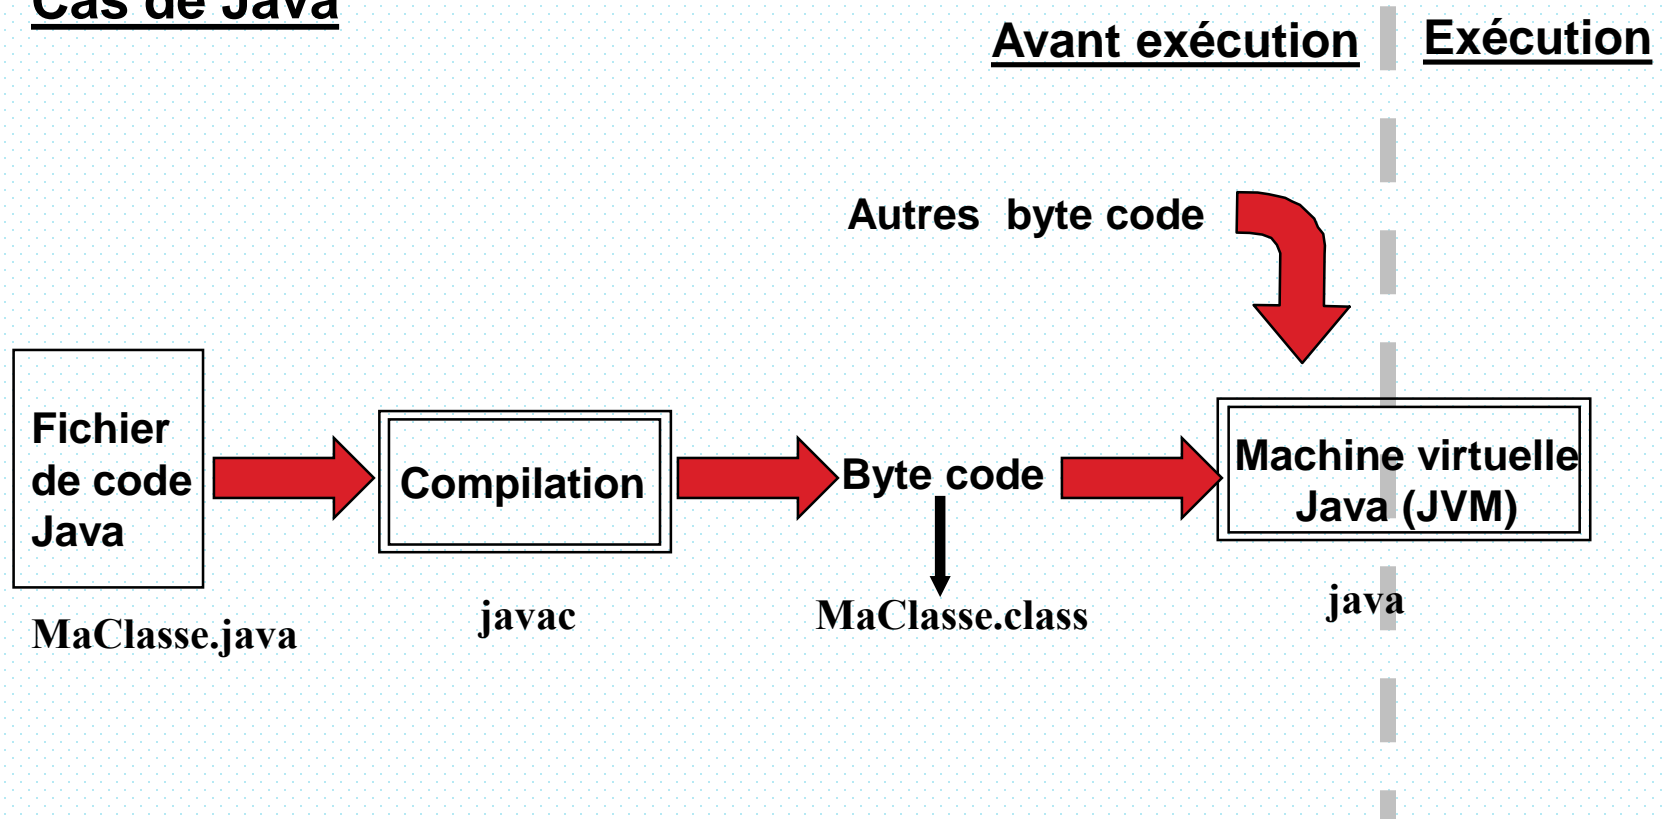 Cas de Java
Avant exécution
Exécution
Autres byte code
Fichier
de code
Java
Compilation
Byte code
Machine virtuelle
Java (JVM)
MaClasse.java
javac
MaClasse.class
java